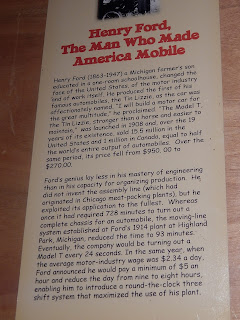 Henry Ford,
The Man Who Made
America Mobile
Henry Ford (1863-1947) a Michigan farmer's son
educated in a one-room schoolhouse, changed the
face of the United States, of the motor industry
and of work itself. He produced the first of his
famous automobiles, the Tin Lizzie, as the car was
affectionately named. "I will build a motor car for
the great multitude," he proclaimed. "The Model T,
the Tin Lizzie, stronger than a horse and easier to
maintain," was launched in 1908 and, over the 19
years of its existence, sold 15.5 million in the
United States and 1 million in Canada, equal to half
the world's entire output of automobiles. Over the
same period, its price fell from $950.00 to
$270.00.
Ford's genius lay less in his mastery of engineering
than in his capacity for organizing production. He
did not invent the assembly line (which had
originated in Chicago meat-packing plants), but he
exploited its application to the fullest. Whereas
once it had required 728 minutes to turn out a
complete chassis for an automobile, the moving-line
system established at Ford's 1914 plant at Highland
Park, Michigan, reduced the time to 93 minutes.
Eventually, the company would be turning out a
Model T every 24 seconds. In the same year, when
the average motor-industry wage was $2.34 a day,
Ford announced he would pay a minimum of $5 an
hour and reduce the day from nine to eight hours,
enabling him to introduce a round-the-clock three
shift system that maximized the use of his plant.